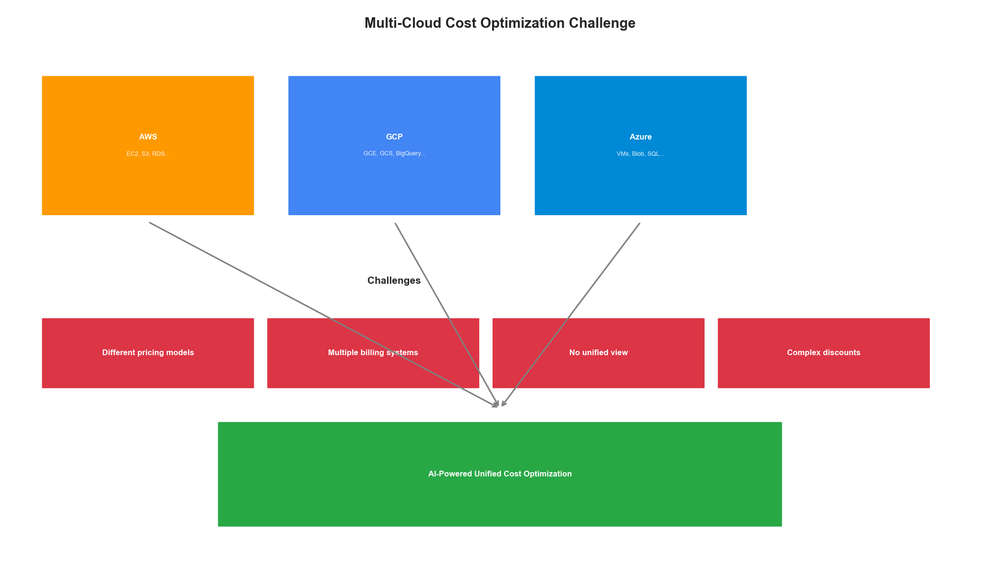 Multi-Cloud Cost Optimization Challenge
AWS
EC2, S3, RDS...
GCP
GCE, GCS, BigQuery...
Azure
VMs, Blob, SQL...
Challenges
Different pricing models
Multiple billing systems
No unified view
Complex discounts
AI-Powered Unified Cost Optimization